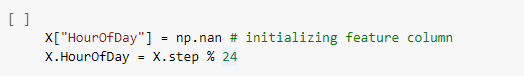 [ ]
X["HourOfDay"] = np.nan # initializing feature column
X.HourOfDay = X.step % 24